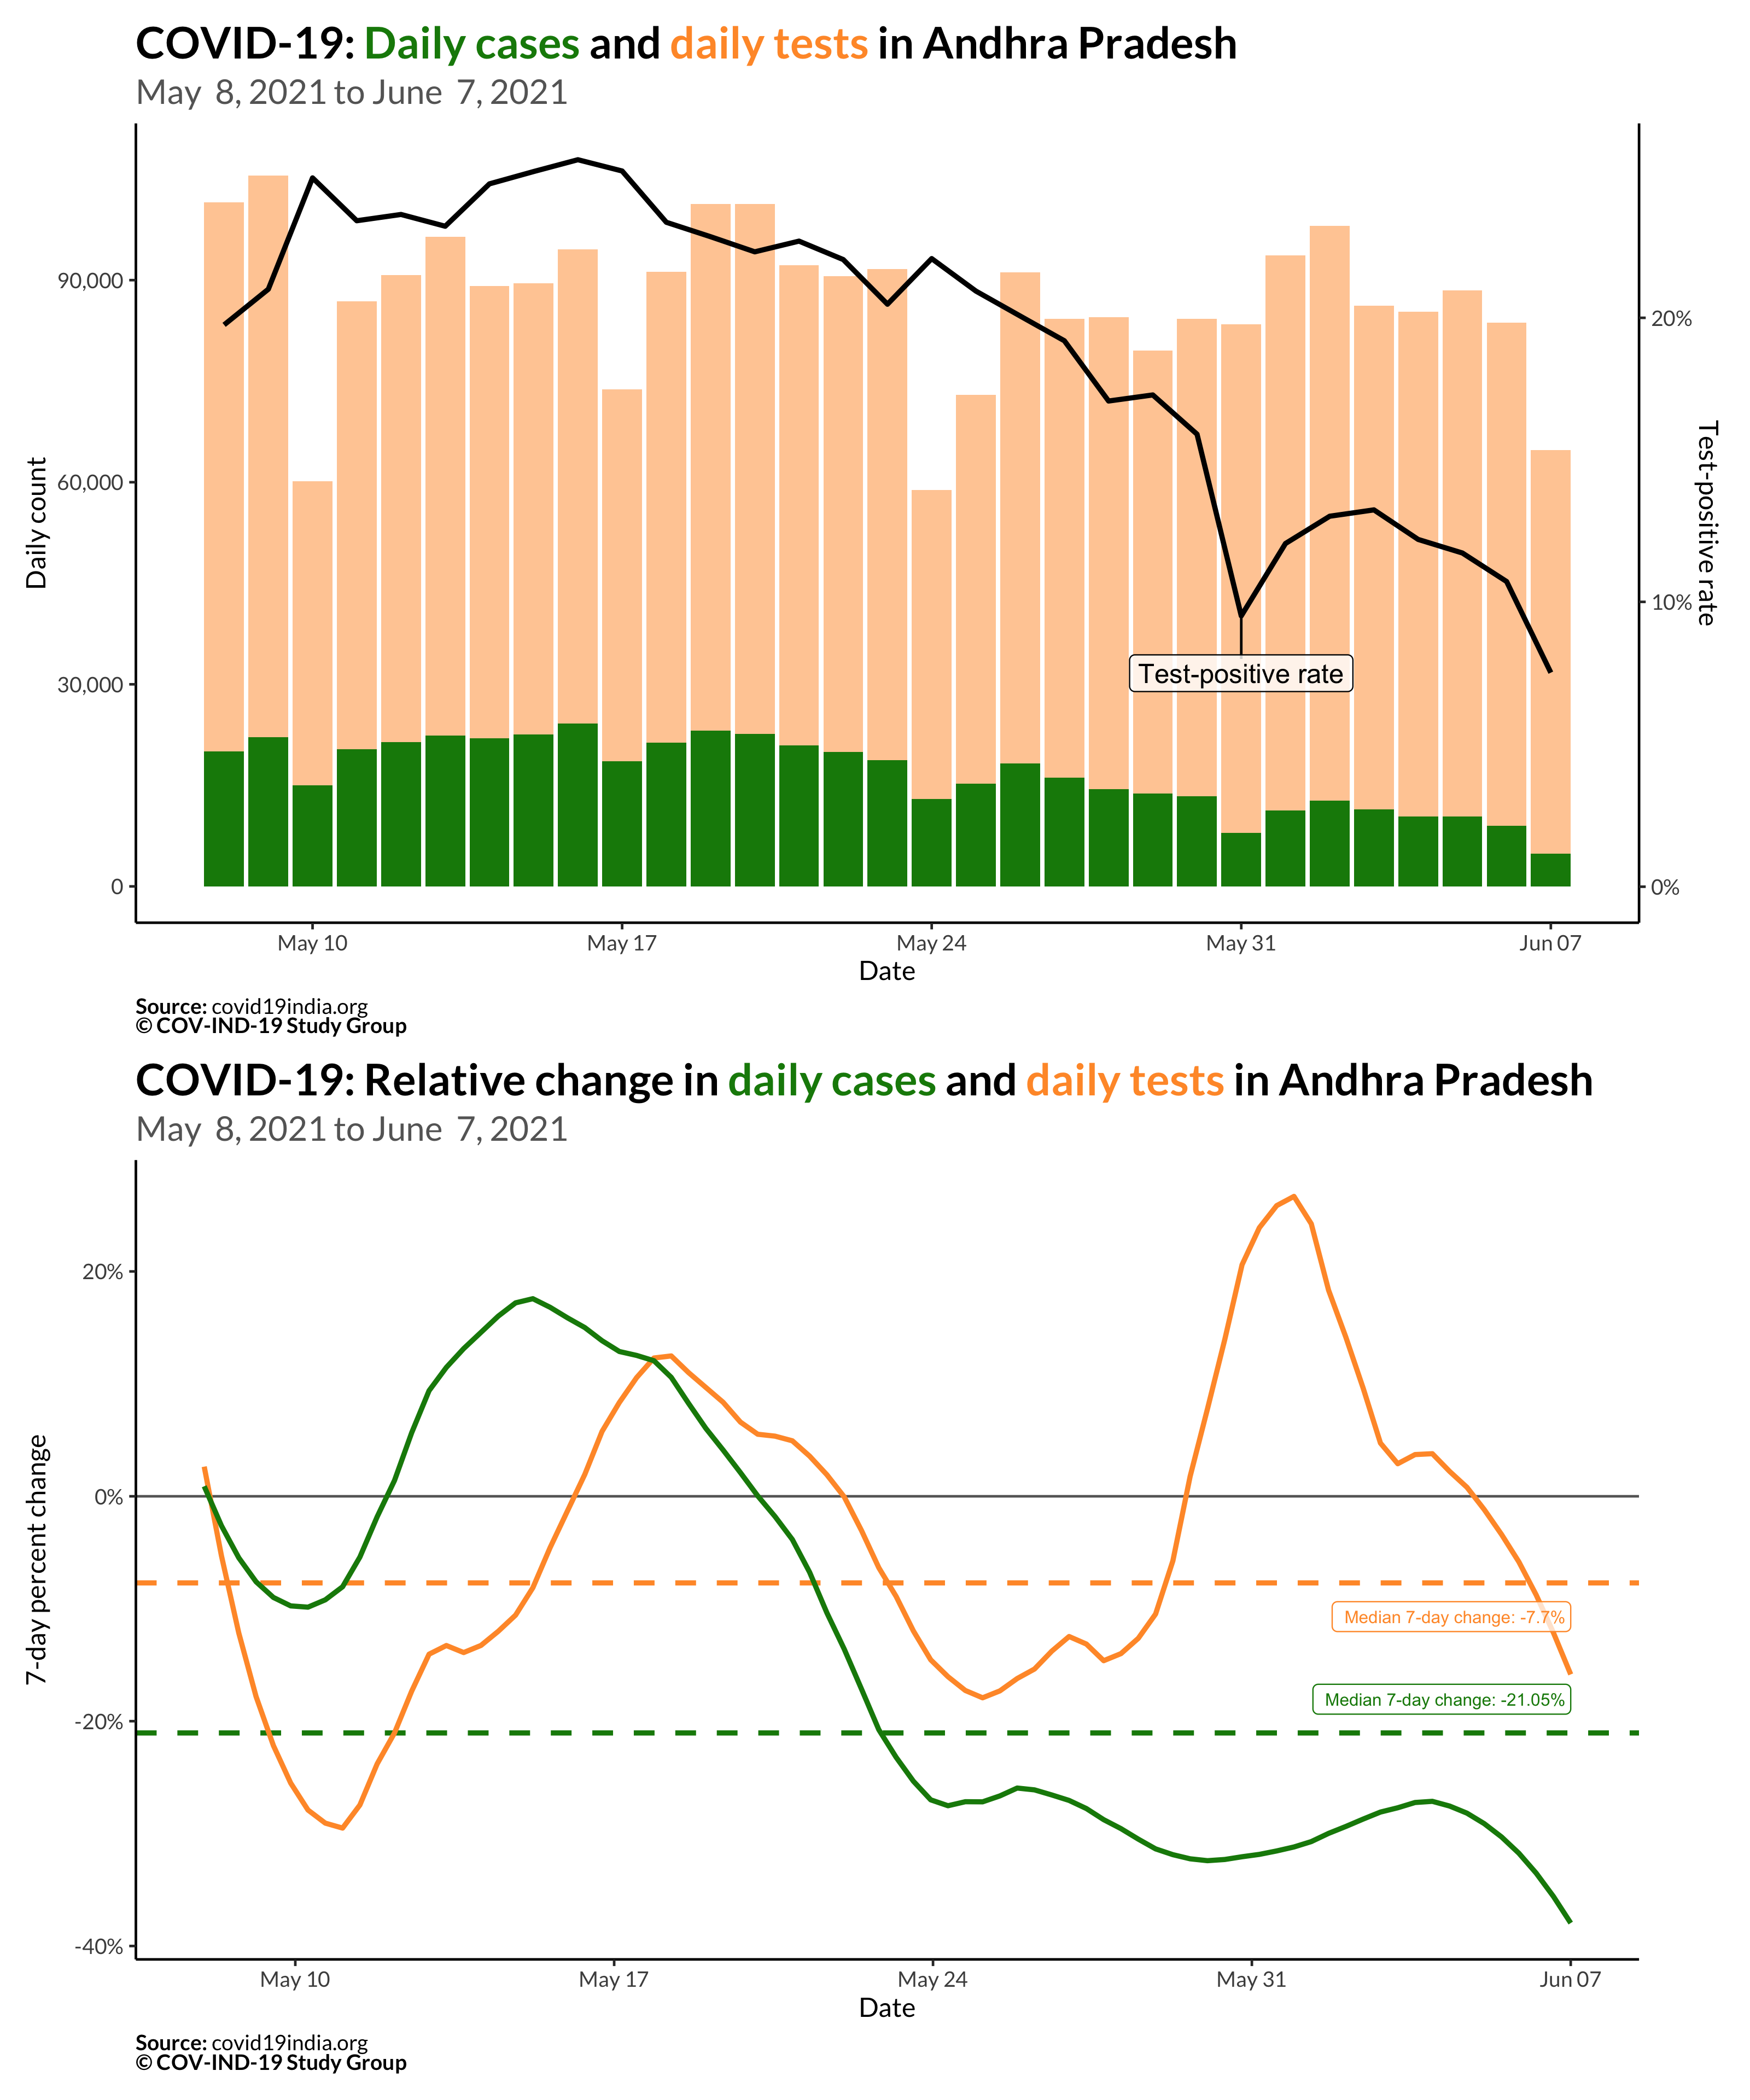 COVID-19: Daily cases and daily tests in Andhra Pradesh
May 8, 2021 to June 7, 2021
Daily count
90,000
60,000
30,000
0
20%
10%
0%
Test-positive rate
Test-positive rate
May 10
May 17
May 24
May 31
Jun 07
Date
Source: covid19india.org
© COV-IND-19 Study Group
COVID-19: Relative change in daily cases and daily tests in Andhra Pradesh
May 8, 2021 to June 7, 2021
7-day percent change
20%
0%
-20%
-40%
Median 7-day change: -7.7%
Median 7-day change: -21.05%
May 10
May 17
May 24
May 31
Jun 07
Date
Source: covid19india.org
© COV-IND-19 Study Group